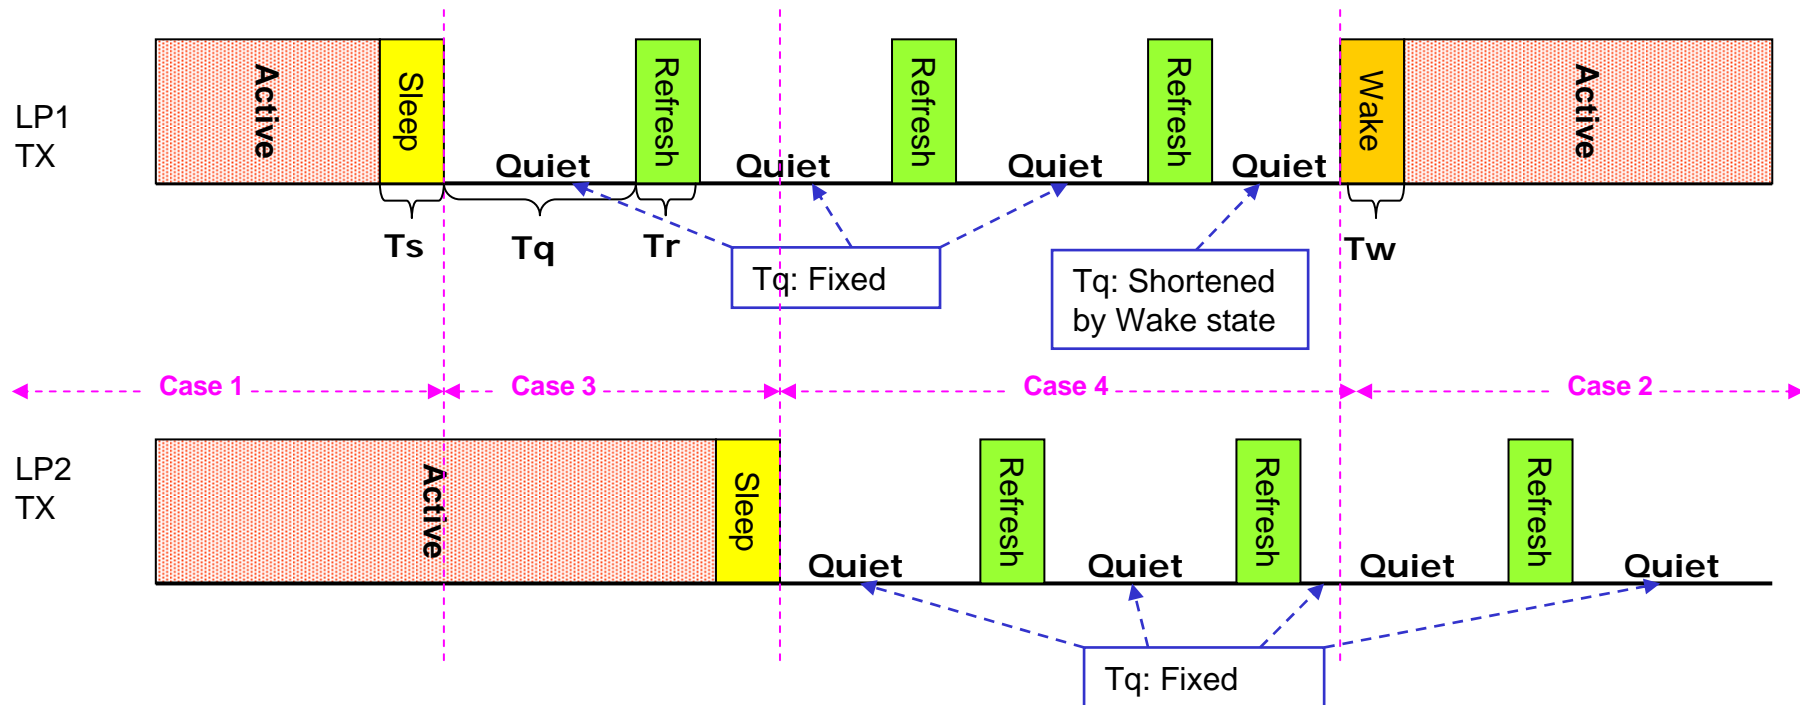 LP1
TX
Active
Sleep
Quiet
Refresh
Quiet
Refresh
Quiet
Refresh
Quiet
Wake
Active
Ts
Tq
Tr
Tw
Tq: Fixed
Tq: Shortened
by Wake state
Case 1
Case 3
Case 4
Case 2
LP2
TX
Active
Sleep
Quiet
Refresh
Quiet
Refresh
Quiet
Refresh
Quiet
Tq: Fixed